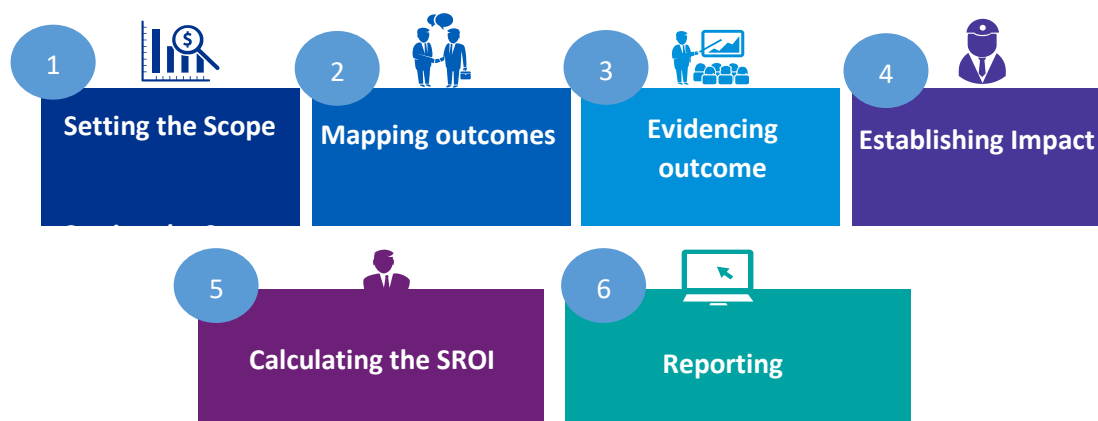 1
Setting the Scope
2
Mapping outcomes
3
Evidencing
outcome
4
Establishing Impact
5
Calculating the SROI
6
Reporting